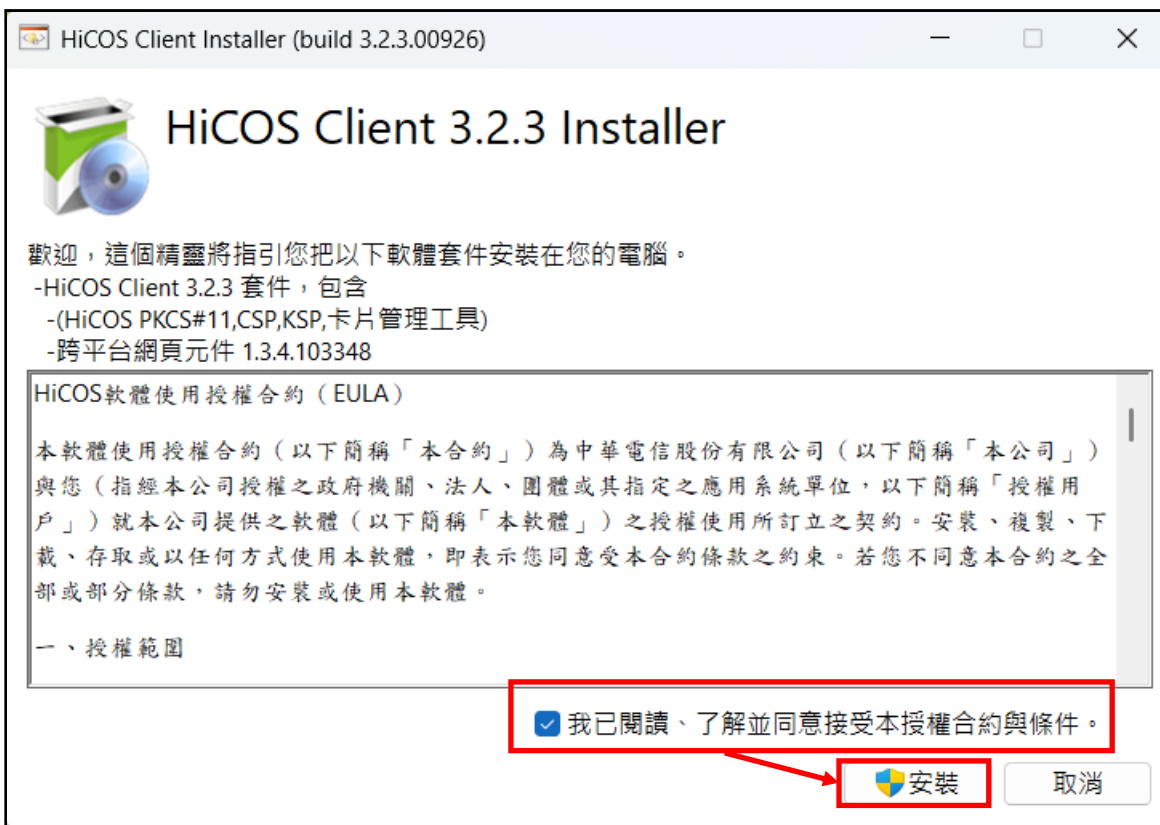 HiCOS Client Installer (build 3.2.3.00926)
HiCOS Client 3.2.3 Installer
歡迎，這個精靈將指引您把以下軟體套件安裝在您的電腦。
-HiCOS Client 3.2.3 套件，包含
-(HiCOS PKCS#11,CSP,KSP,卡片管理工具)
-跨平台網頁元件 1.3.4.103348
HiCOS軟體使用授權合約（EULA）
本軟體使用授權合約（以下簡稱「本合約」）為中華電信股份有限公司（以下簡稱「本公司」）
與您（指經本公司授權之政府機關、法人、團體或其指定之應用系統單位，以下簡稱「授權用
戶」）就本公司提供之軟體（以下簡稱「本軟體」）之授權使用所訂立之契約。安裝、複製、下
載、存取或以任何方式使用本軟體，即表示您同意受本合約條款之約束。若您不同意本合約之全
部或部分條款，請勿安裝或使用本軟體。
一、授權範圍
我已閱讀、了解並同意接受本授權合約與條件。
安裝
取消